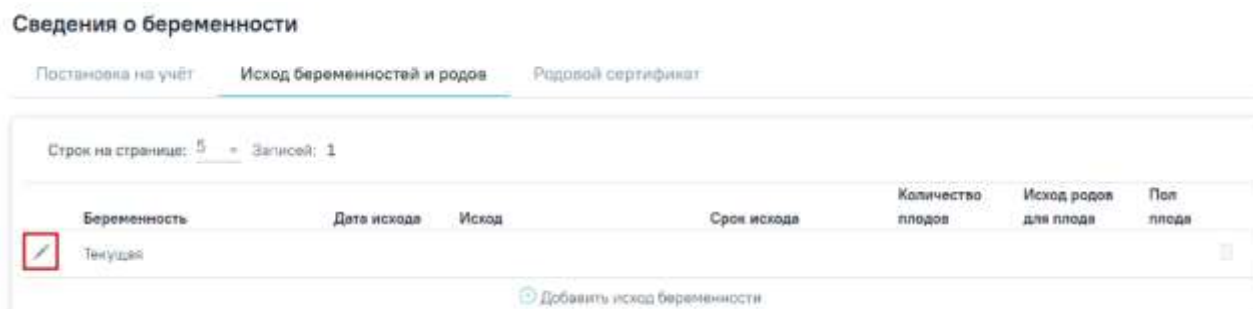 Сведения о беременности
Постановка на учёт Исход беременностей и родов Родовой сертификат
Строк на странице: 5 Записей: 1
Беременность Дата исхода Исход Срок исхода Количество плодов Исход родов для плода Пол плода
Текущая
Добавить исход беременности